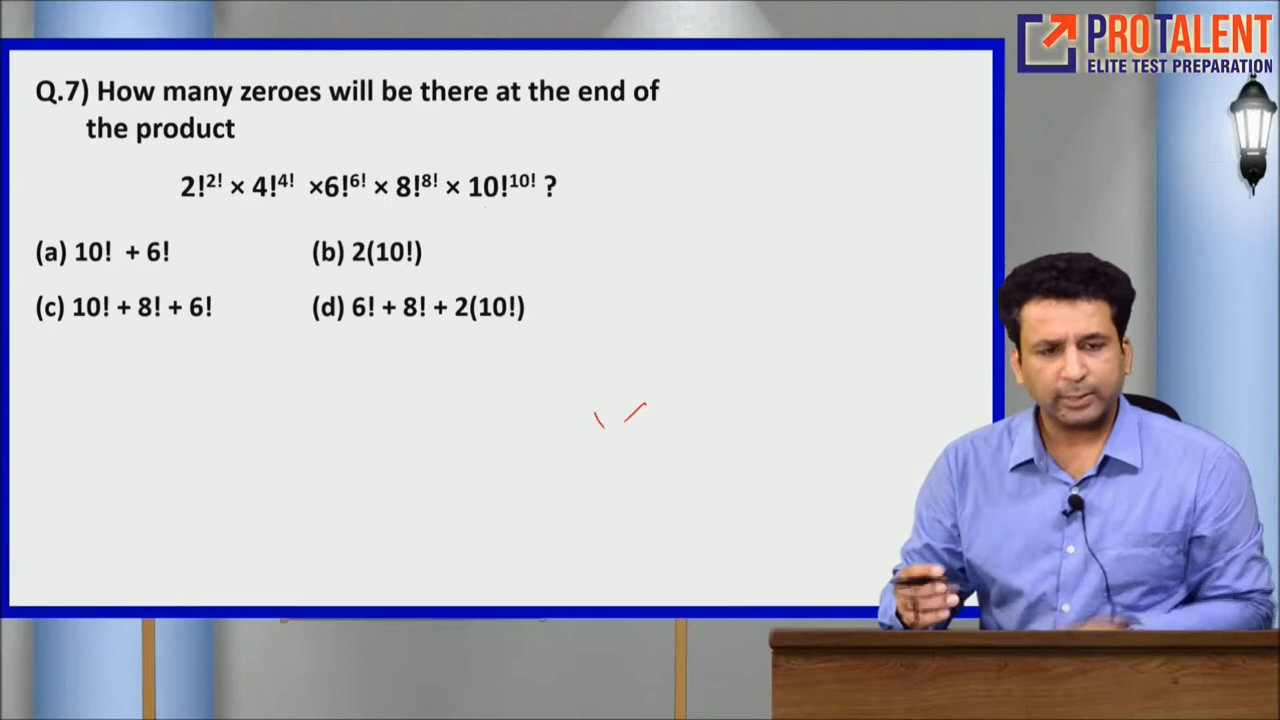 PROTALENT
ELITE TEST PREPARATION
Q.7) How many zeroes will be there at the end of
the product
2!²! × 4!⁴! ×6!⁶! × 8!⁸! × 10!¹⁰! ?
(a) 10! + 6! (b) 2(10!)
(c) 10! + 8! + 6! (d) 6! + 8! + 2(10!)